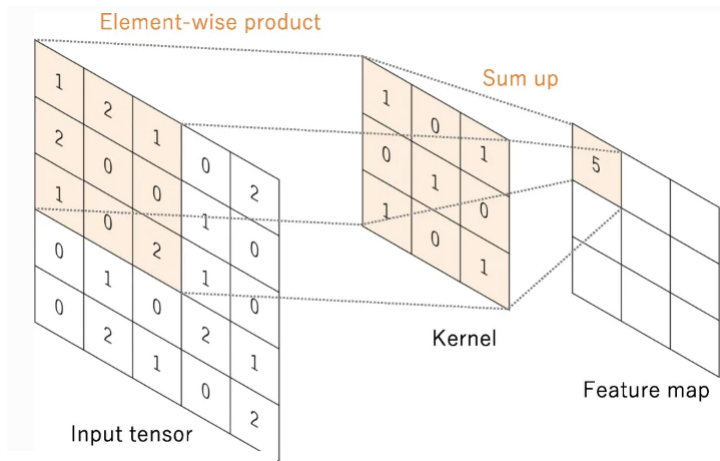 Element-wise product
Sum up
1 2 1 0 2
2 0 0 1 0
1 0 2 1 0
0 1 0 2 1
0 2 1 0 2
1 0 1
0 1 0
1 0 1
5
Kernel
Feature map
Input tensor